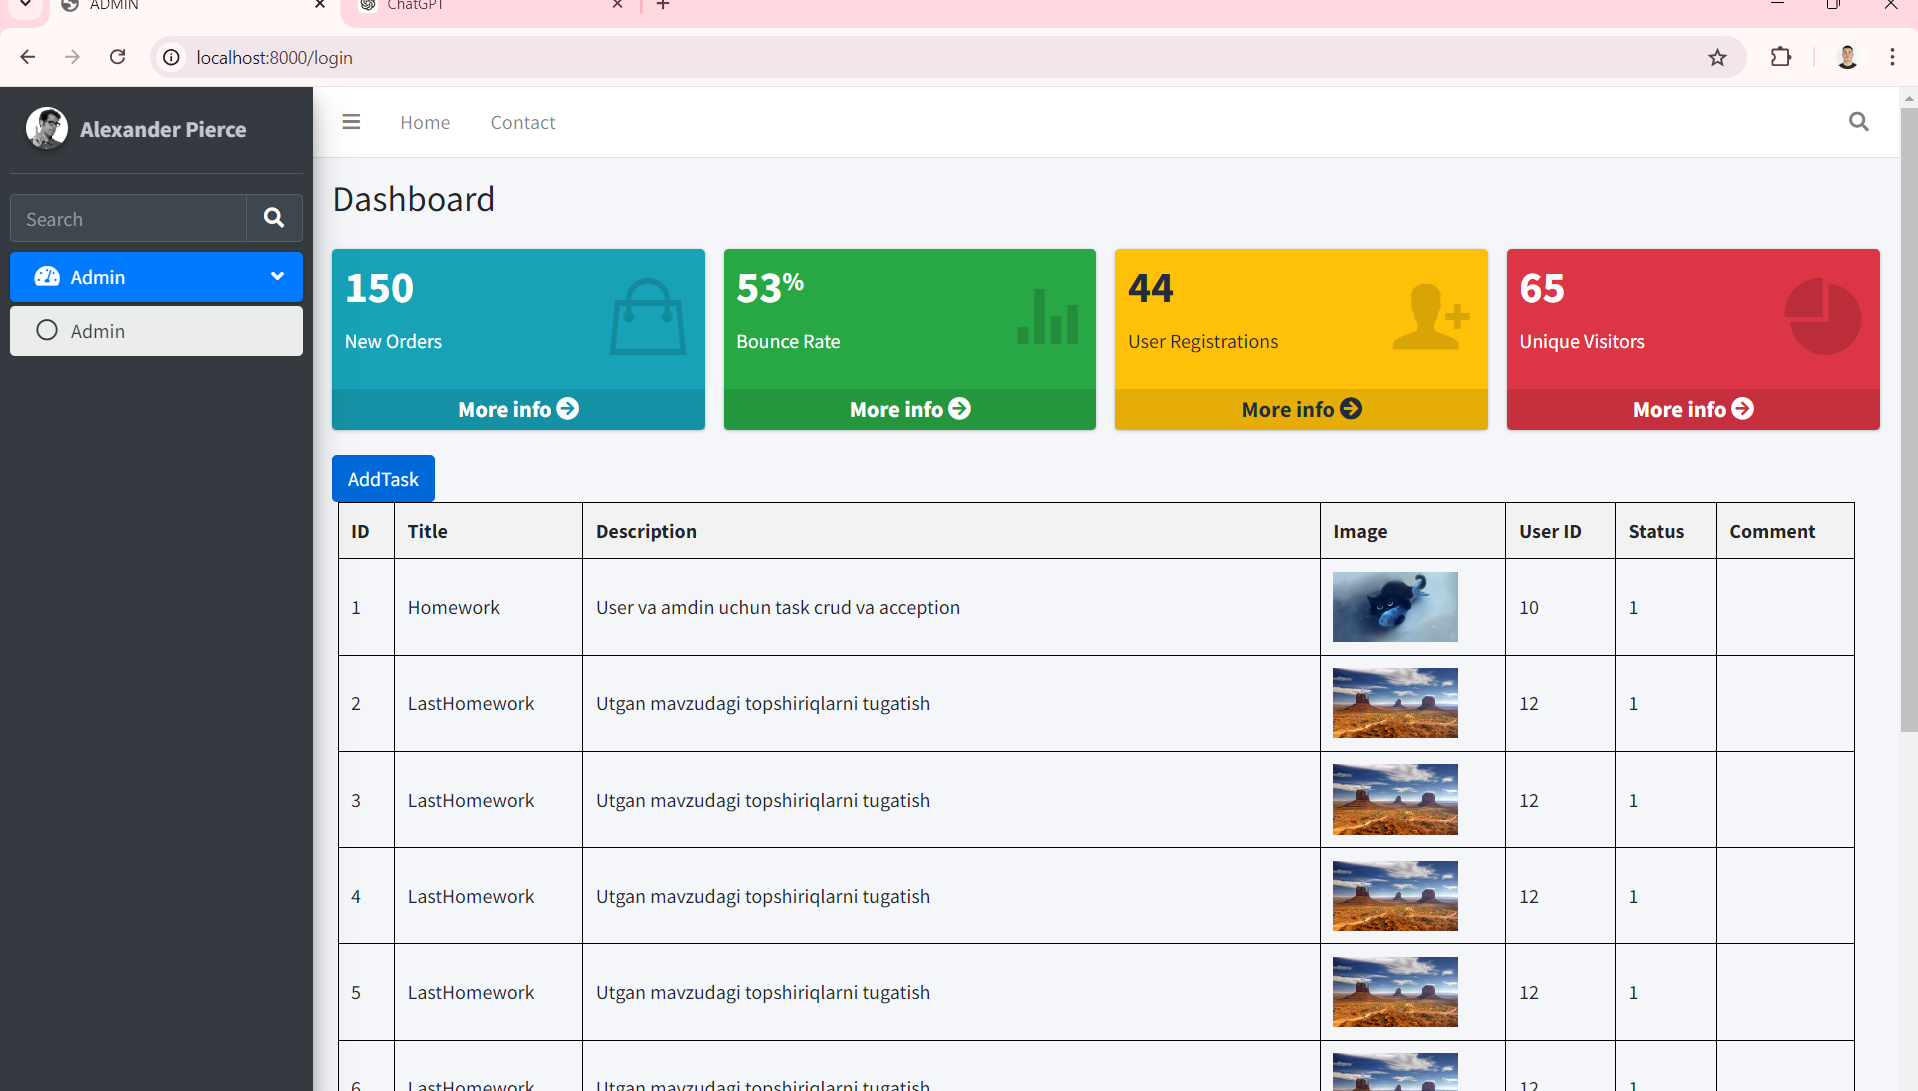 ADMIN
ChatGPT
localhost:8000/login
Alexander Pierce
Home Contact
Search
Admin
Admin
Dashboard
150
New Orders
More info
53%
Bounce Rate
More info
44
User Registrations
More info
65
Unique Visitors
More info
AddTask
ID Title Description Image User ID Status Comment
1 Homework User va amdin uchun task crud va acception 10 1
2 LastHomework Utgan mavzudagi topshiriqlarni tugatish 12 1
3 LastHomework Utgan mavzudagi topshiriqlarni tugatish 12 1
4 LastHomework Utgan mavzudagi topshiriqlarni tugatish 12 1
5 LastHomework Utgan mavzudagi topshiriqlarni tugatish 12 1
6 LastHomework Utgan mavzudagi topshiriqlarni tugatish 12 1